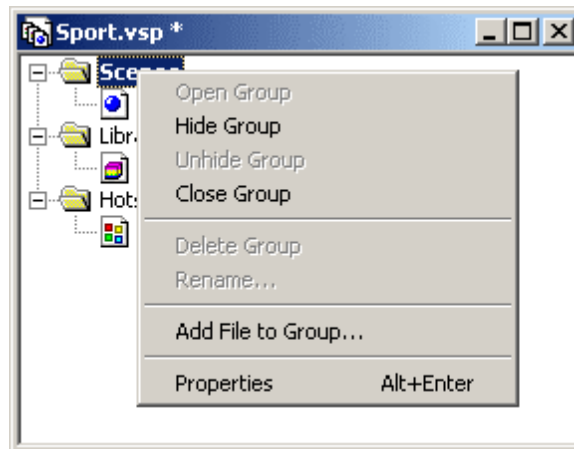 Sport.vsp *
Open Group
Hide Group
Unhide Group
Close Group
Delete Group
Rename...
Add File to Group...
Properties Alt+Enter